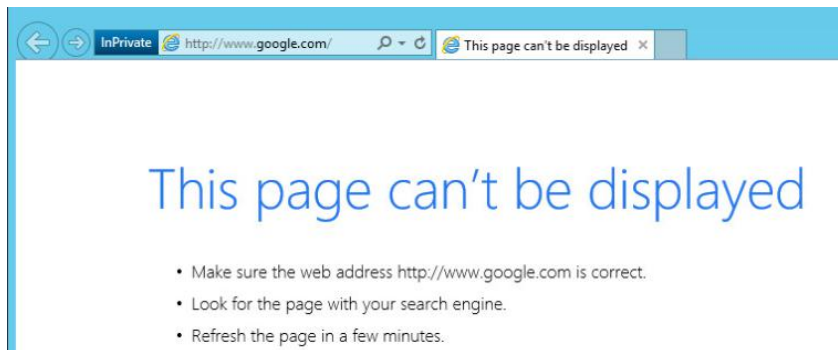 InPrivate http://www.google.com/ This page can't be displayed
This page can't be displayed
• Make sure the web address http://www.google.com is correct.
• Look for the page with your search engine.
• Refresh the page in a few minutes.